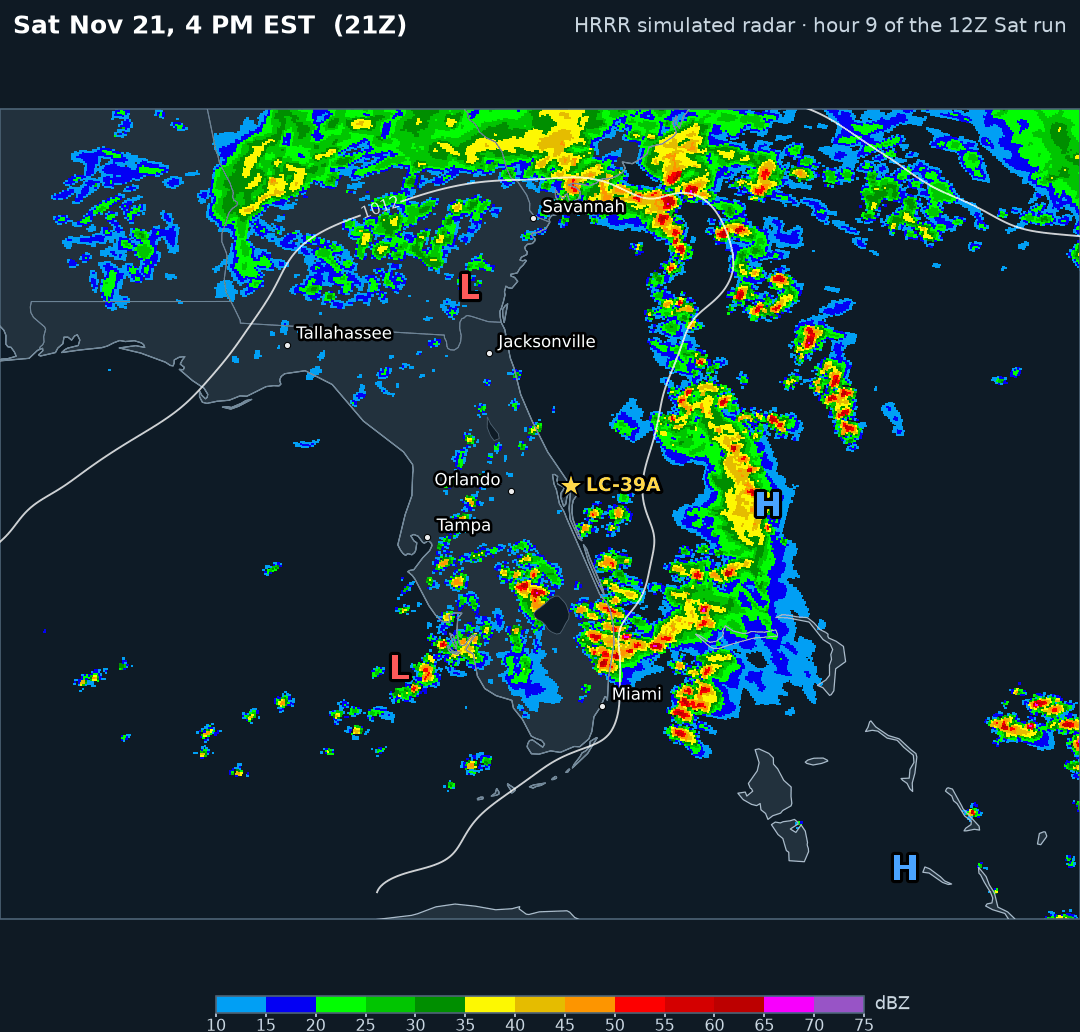 Sat Nov 21, 4 PM EST (21Z)
HRRR simulated radar · hour 9 of the 12Z Sat run
Savannah
L
Tallahassee
Jacksonville
Orlando
LC-39A
H
Tampa
L
Miami
H
dBZ
10 15 20 25 30 35 40 45 50 55 60 65 70 75